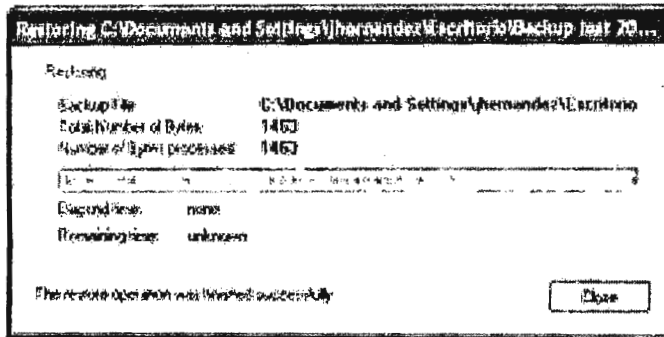 Restoring C:\Documents and Settings\jhernandez\Escritorio\Backup test 20...
Restoring
Backup File: C:\Documents and Settings\jhernandez\Escritorio
Total Number of Bytes: 1463
Number of Bytes processed: 1463
Elapsed time: none
Remaining time: unknown
The restore operation was finished successfully
Close